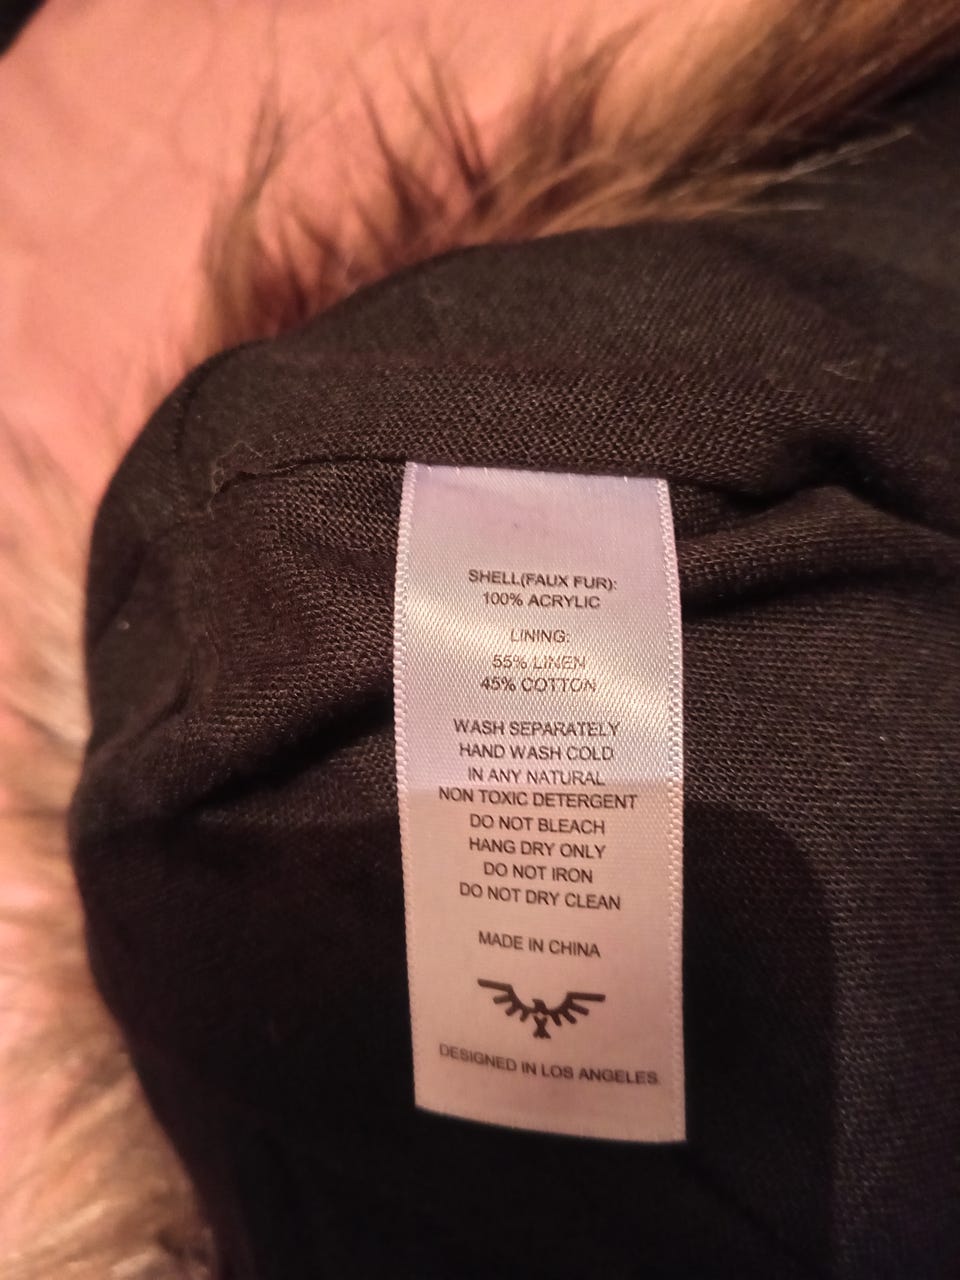 SHELL(FAUX FUR):
100% ACRYLIC
LINING:
55% LINEN
45% COTTON
WASH SEPARATELY
HAND WASH COLD
IN ANY NATURAL
NON TOXIC DETERGENT
DO NOT BLEACH
HANG DRY ONLY
DO NOT IRON
DO NOT DRY CLEAN
MADE IN CHINA
DESIGNED IN LOS ANGELES